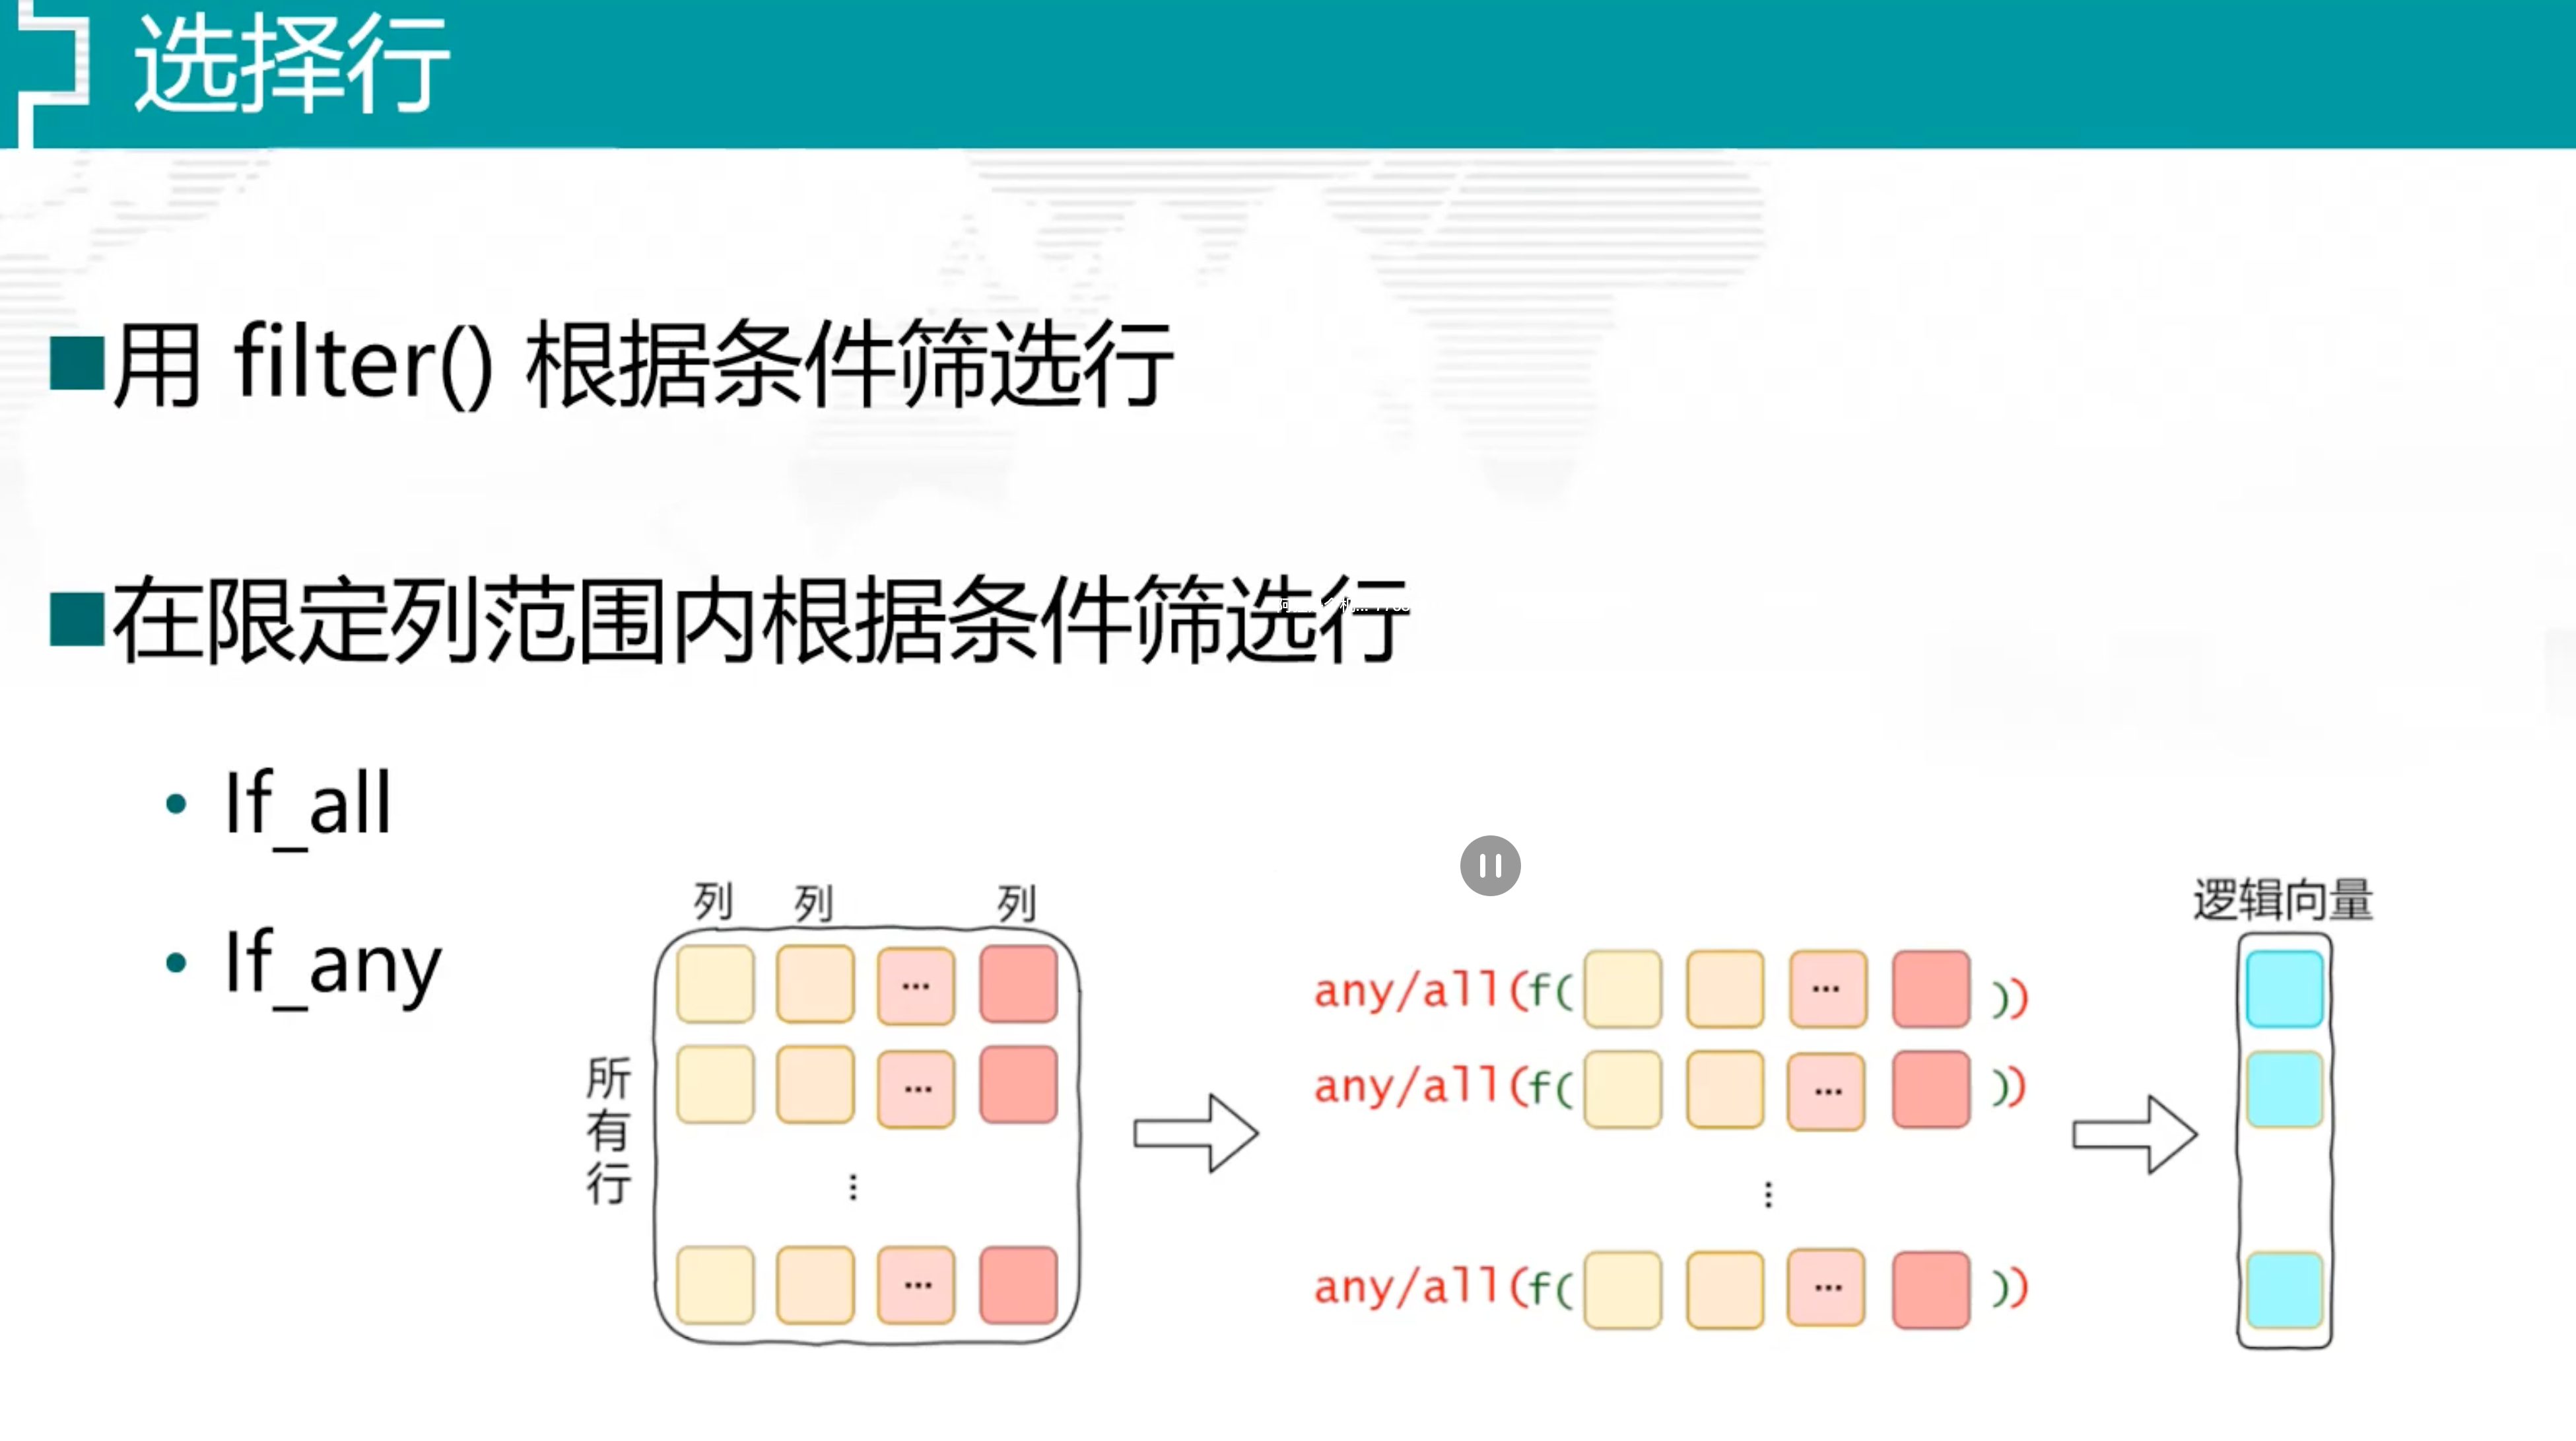 选择行
用 filter() 根据条件筛选行
在限定列范围内根据条件筛选行
If_all
If_any
列 列 列
所有行
...
...
⋮
...
any/all(f( ... ))
any/all(f( ... ))
⋮
any/all(f( ... ))
逻辑向量